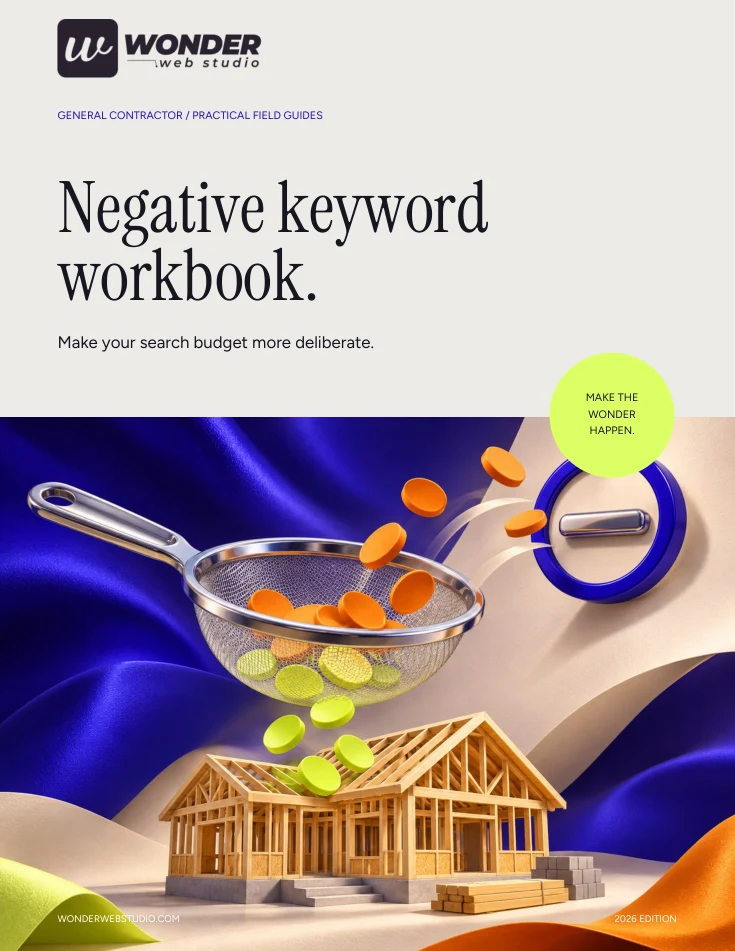 w WONDER
web studio
GENERAL CONTRACTOR / PRACTICAL FIELD GUIDES
Negative keyword
workbook.
Make your search budget more deliberate.
MAKE THE
WONDER
HAPPEN.
WONDERWEBSTUDIO.COM
2026 EDITION